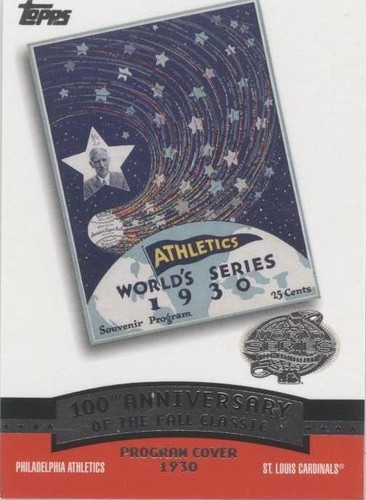 Topps
ATHLETICS
WORLD'S SERIES
1930
Souvenir Program
25 Cents
100TH ANNIVERSARY
OF THE FALL CLASSIC
PROGRAM COVER
1930
PHILADELPHIA ATHLETICS
ST. LOUIS CARDINALS®